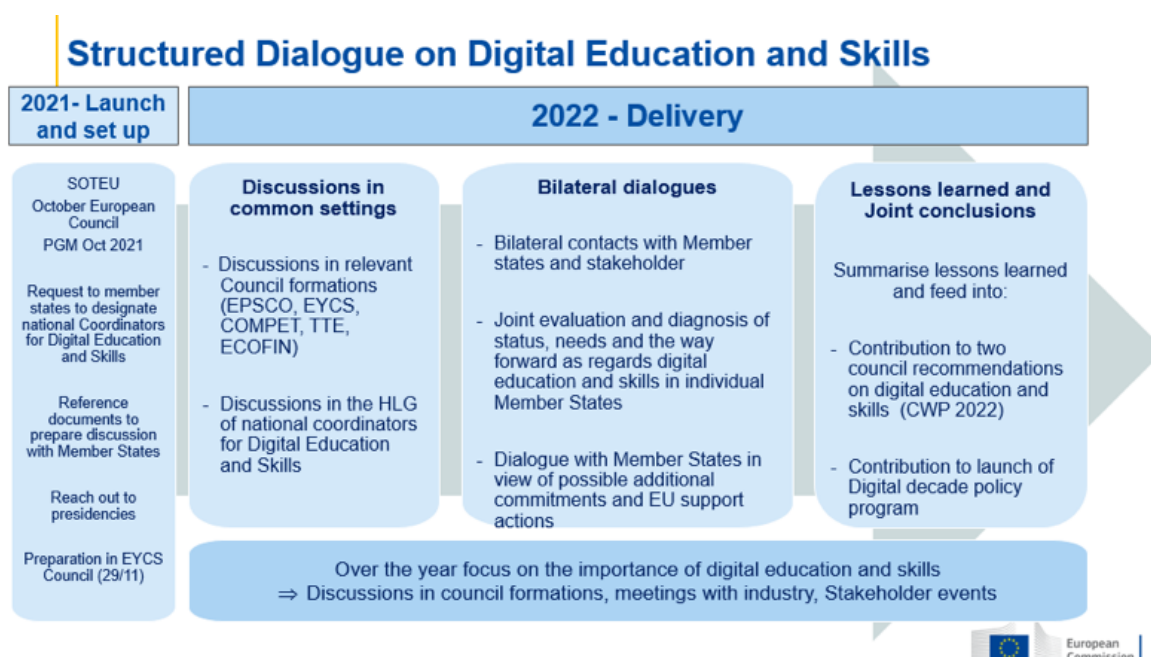 Structured Dialogue on Digital Education and Skills
2021- Launch
and set up
2022 - Delivery
SOTEU
October European
Council
PGM Oct 2021
Request to member
states to designate
national Coordinators
for Digital Education
and Skills
Reference
documents to
prepare discussion
with Member States
Reach out to
presidencies
Preparation in EYCS
Council (29/11)
Discussions in
common settings
- Discussions in relevant
Council formations
(EPSCO, EYCS,
COMPET, TTE,
ECOFIN)
- Discussions in the HLG
of national coordinators
for Digital Education
and Skills
Bilateral dialogues
- Bilateral contacts with Member
states and stakeholder
- Joint evaluation and diagnosis of
status, needs and the way
forward as regards digital
education and skills in individual
Member States
- Dialogue with Member States in
view of possible additional
commitments and EU support
actions
Lessons learned and
Joint conclusions
Summarise lessons learned
and feed into:
- Contribution to two
council recommendations
on digital education and
skills (CWP 2022)
- Contribution to launch of
Digital decade policy
program
Over the year focus on the importance of digital education and skills
⇒ Discussions in council formations, meetings with industry, Stakeholder events
European
Commission